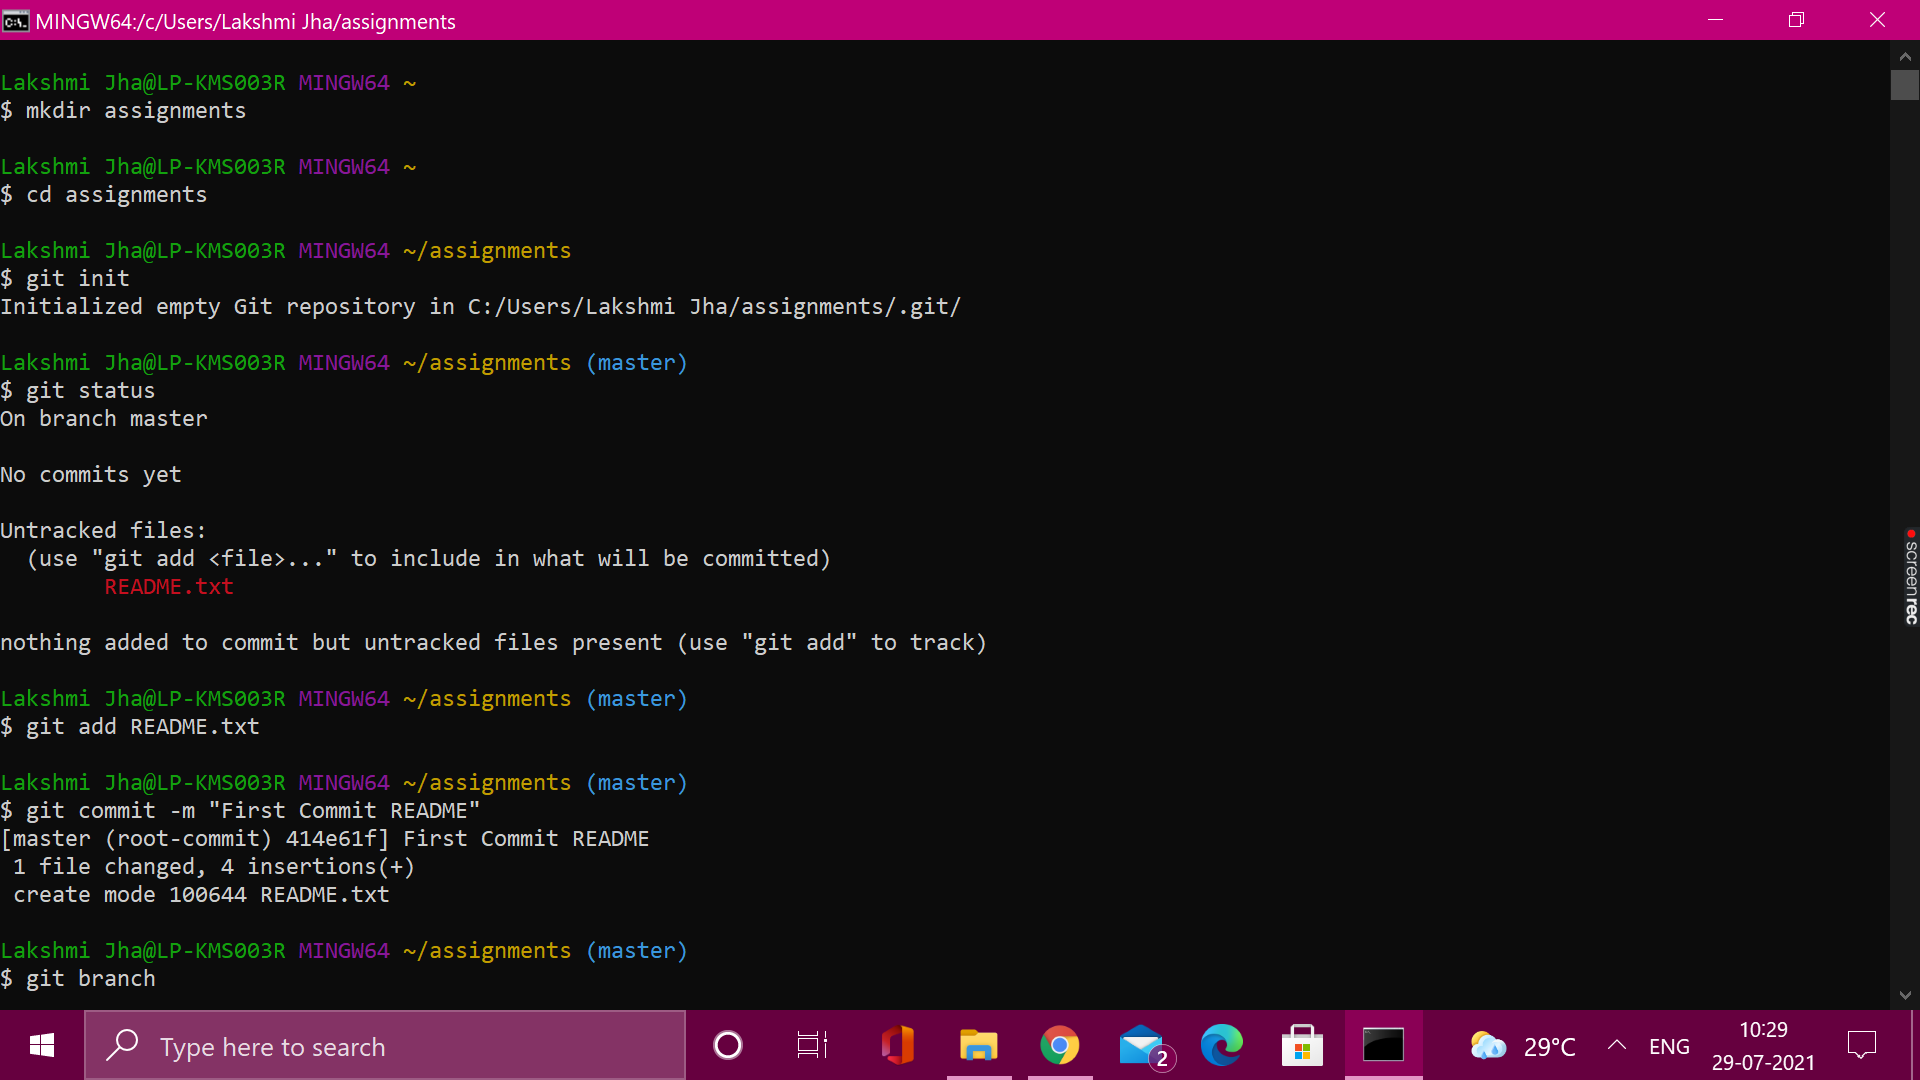 MINGW64:/c/Users/Lakshmi Jha/assignments
Lakshmi Jha@LP-KMS003R MINGW64 ~
$ mkdir assignments
Lakshmi Jha@LP-KMS003R MINGW64 ~
$ cd assignments
Lakshmi Jha@LP-KMS003R MINGW64 ~/assignments
$ git init
Initialized empty Git repository in C:/Users/Lakshmi Jha/assignments/.git/
Lakshmi Jha@LP-KMS003R MINGW64 ~/assignments (master)
$ git status
On branch master
No commits yet
Untracked files:
  (use "git add <file>..." to include in what will be committed)
        README.txt
nothing added to commit but untracked files present (use "git add" to track)
Lakshmi Jha@LP-KMS003R MINGW64 ~/assignments (master)
$ git add README.txt
Lakshmi Jha@LP-KMS003R MINGW64 ~/assignments (master)
$ git commit -m "First Commit README"
[master (root-commit) 414e61f] First Commit README
 1 file changed, 4 insertions(+)
 create mode 100644 README.txt
Lakshmi Jha@LP-KMS003R MINGW64 ~/assignments (master)
$ git branch
screenrec
Type here to search
2
29°C
ENG
10:29
29-07-2021